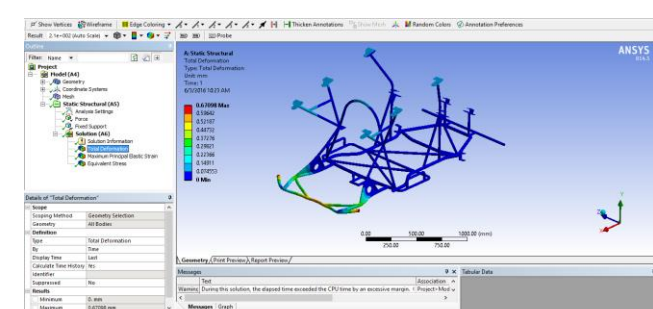 Show Vertices Wireframe Edge Coloring Thicken Annotations Show Mesh Random Colors Annotation Preferences
Result 2.1e+002 (Auto Scale) Probe
Outline
Filter: Name
Project
Model (A4)
Geometry
Coordinate Systems
Mesh
Static Structural (A5)
Analysis Settings
Force
Fixed Support
Solution (A6)
Solution Information
Total Deformation
Maximum Principal Elastic Strain
Equivalent Stress
Details of "Total Deformation"
Scope
Scoping Method Geometry Selection
Geometry All Bodies
Definition
Type Total Deformation
By Time
Display Time Last
Calculate Time History Yes
Identifier
Suppressed No
Results
Minimum 0. mm
Maximum 0.67098 mm
A: Static Structural
Total Deformation
Type: Total Deformation
Unit: mm
Time: 1
6/3/2016 10:23 AM
0.67098 Max
0.59642
0.52187
0.44732
0.37276
0.29821
0.22366
0.14911
0.074553
0 Min
ANSYS
0.00 500.00 1000.00 (mm)
250.00 750.00
Geometry Print Preview Report Preview
Messages
Text Association
Warning During this solution, the elapsed time exceeded the CPU time by an excessive margin. Project>Mod
Messages Graph
Tabular Data